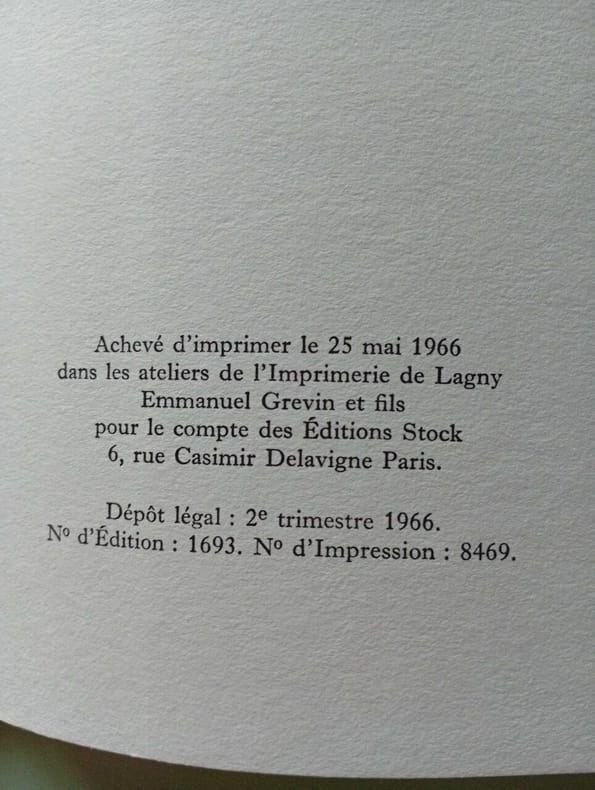 Achevé d'imprimer le 25 mai 1966
dans les ateliers de l'Imprimerie de Lagny
Emmanuel Grevin et fils
pour le compte des Éditions Stock
6, rue Casimir Delavigne Paris.
Dépôt légal : 2e trimestre 1966.
Nº d'Édition : 1693. Nº d'Impression : 8469.